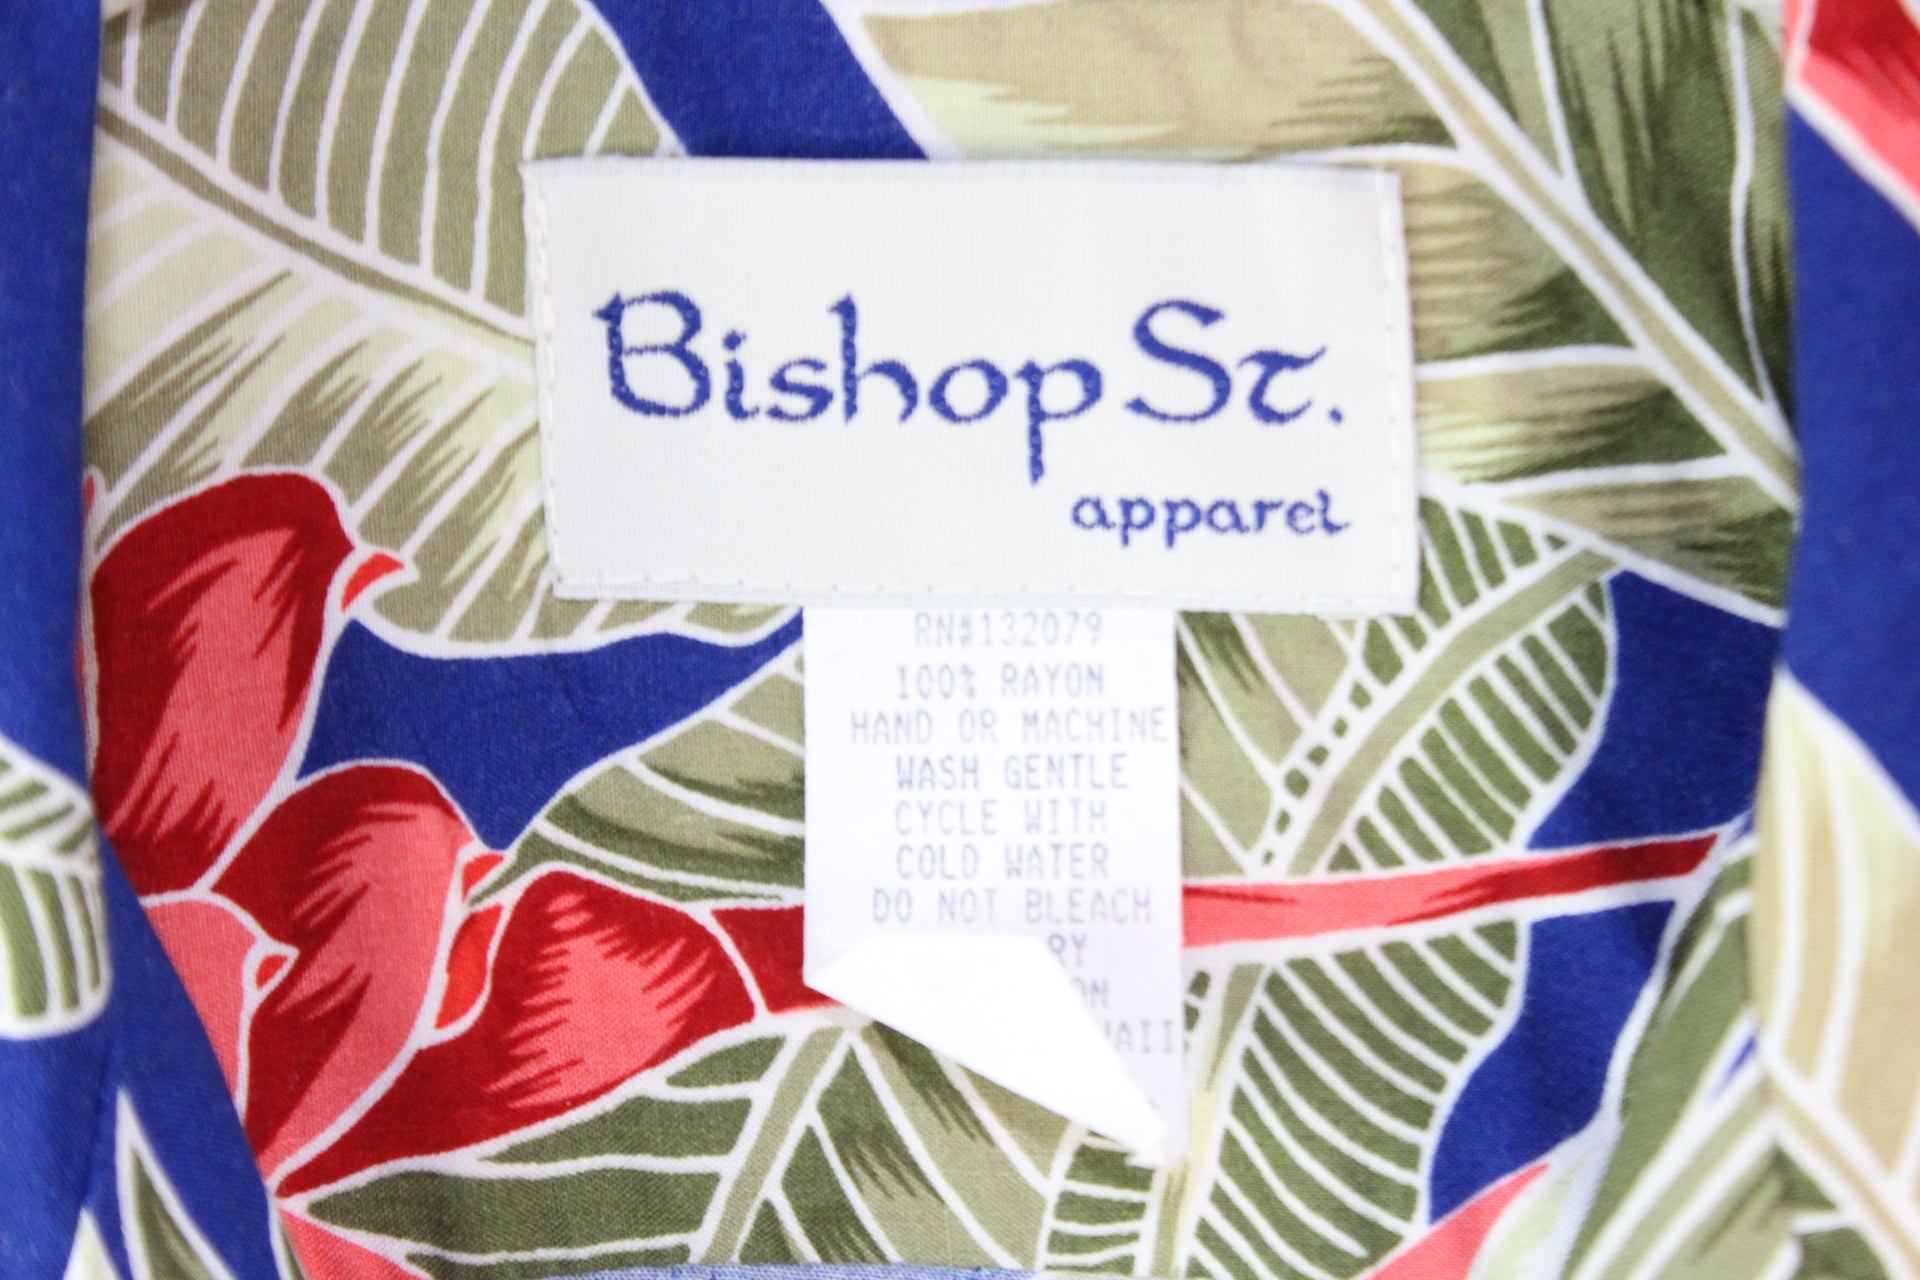 Bishop St.
apparel
RN#132079
100% RAYON
HAND OR MACHINE
WASH GENTLE
CYCLE WITH
COLD WATER
DO NOT BLEACH